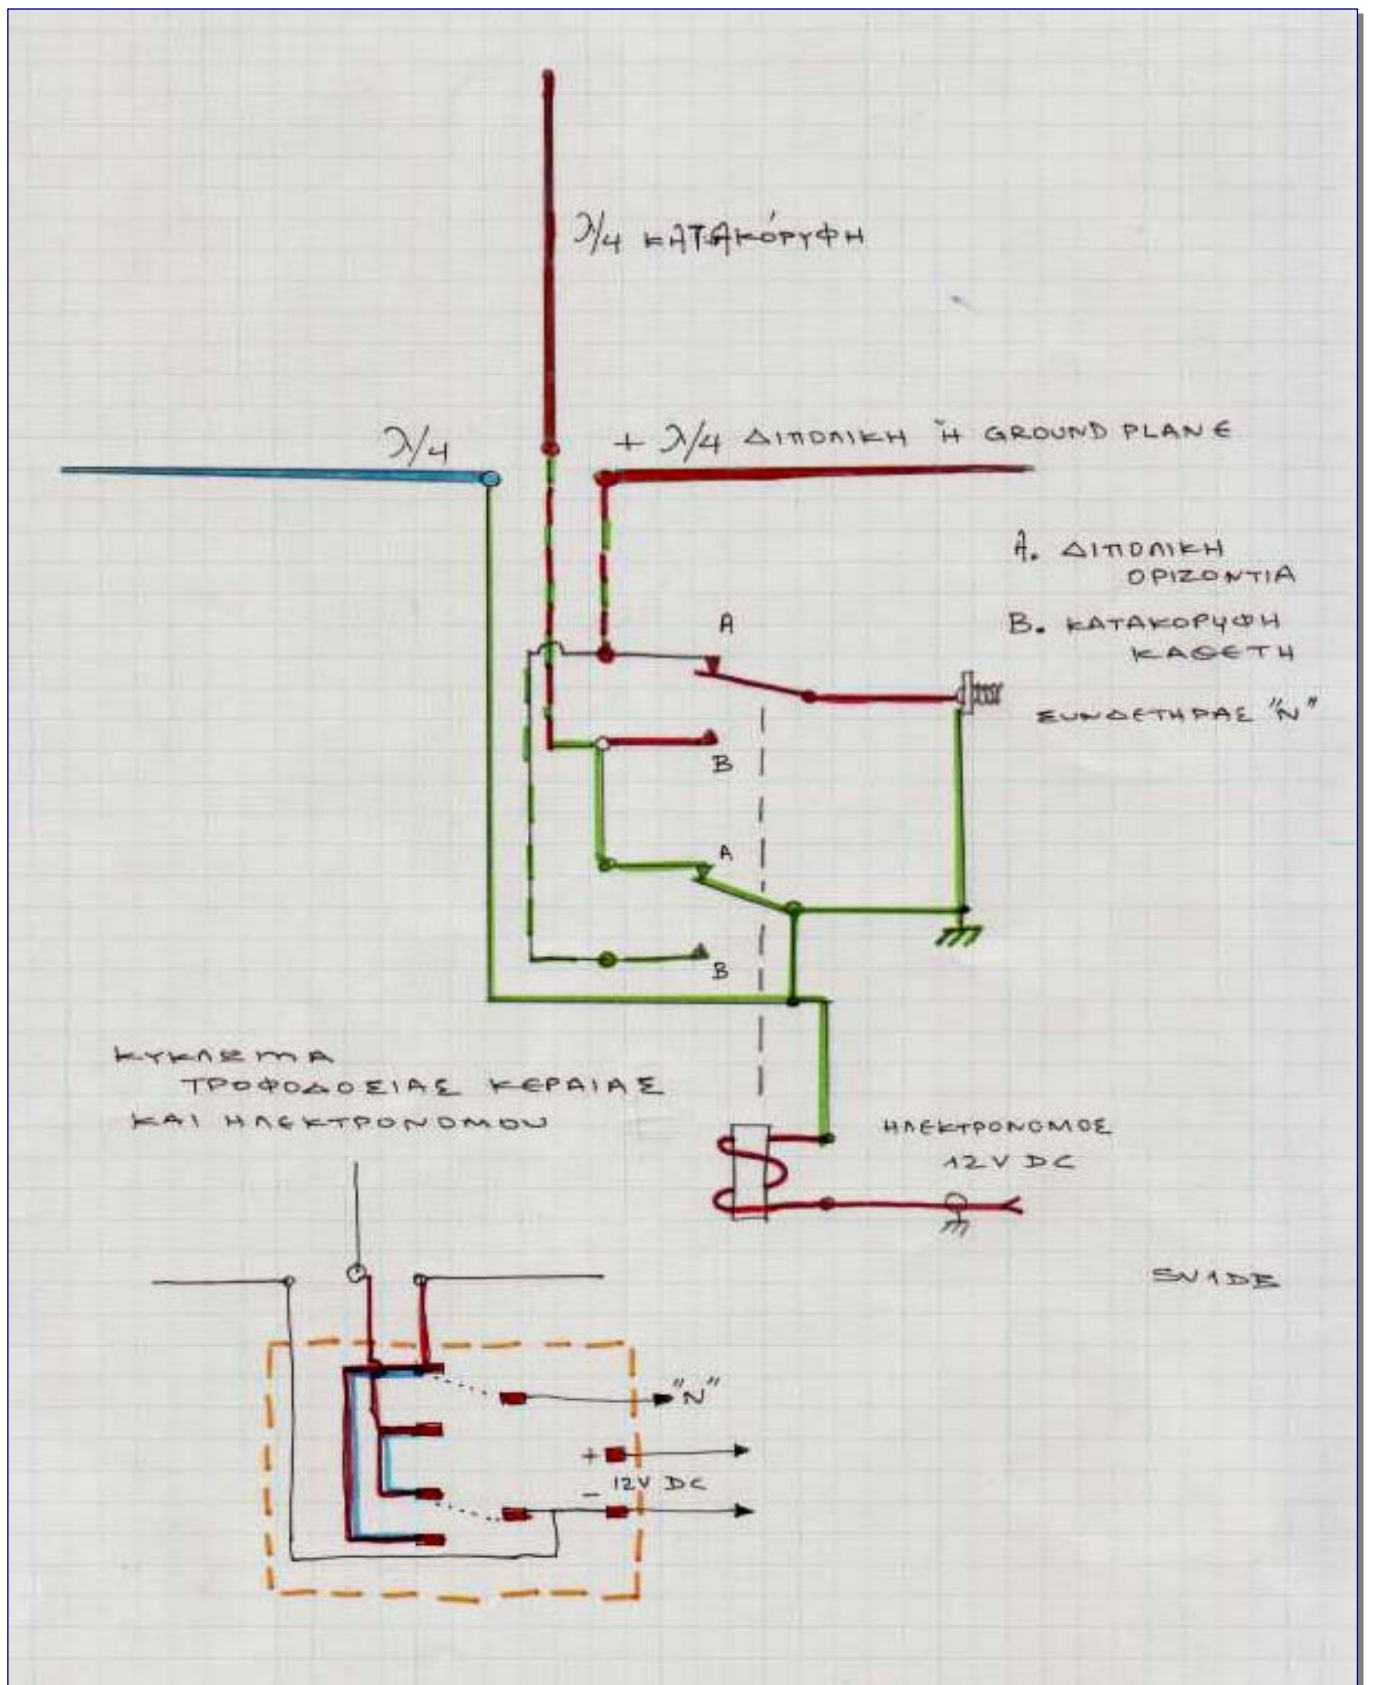 λ/4 ΚΑΤΑΚΌΡΥΦΗ
λ/4
+ λ/4 ΔΙΠΟΛΙΚΗ Ή GROUND PLANE
A. ΔΙΠΟΛΙΚΗ
ΟΡΙΖΟΝΤΙΑ
B. ΚΑΤΑΚΟΡΥΦΗ
ΚΑΘΕΤΗ
A
ΣΥΝΔΕΤΗΡΑΣ "N"
B
A
B
ΚΥΚΛΩΜΑ
ΤΡΟΦΟΔΟΣΙΑΣ ΚΕΡΑΙΑΣ
ΚΑΙ ΗΛΕΚΤΡΟΝΟΜΟΥ
ΗΛΕΚΤΡΟΝΟΜΟΣ
12V DC
SV1DB
"N"
+
12V DC
-